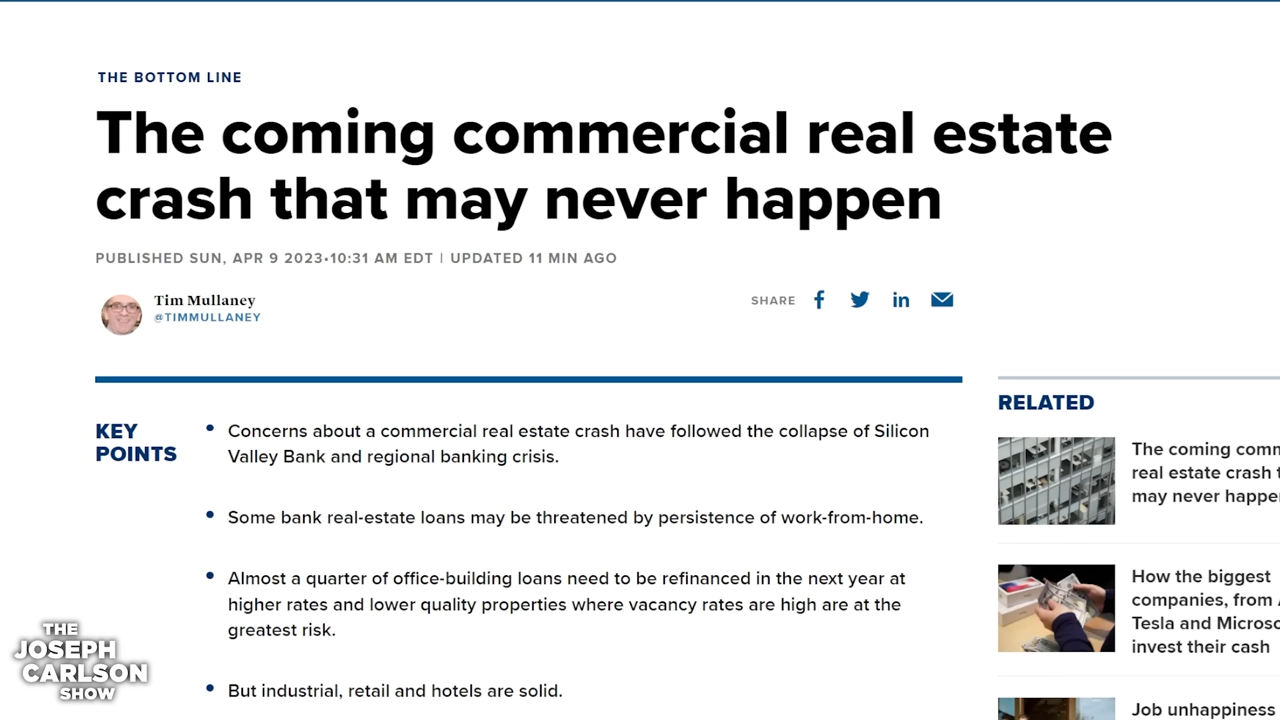 THE BOTTOM LINE
The coming commercial real estate
crash that may never happen
PUBLISHED SUN, APR 9 2023•10:31 AM EDT | UPDATED 11 MIN AGO
Tim Mullaney
@TIMMULLANEY
SHARE
KEY
POINTS
• Concerns about a commercial real estate crash have followed the collapse of Silicon
Valley Bank and regional banking crisis.
• Some bank real-estate loans may be threatened by persistence of work-from-home.
• Almost a quarter of office-building loans need to be refinanced in the next year at
higher rates and lower quality properties where vacancy rates are high are at the
greatest risk.
• But industrial, retail and hotels are solid.
RELATED
The coming
real estate crash
may never
How the biggest
companies, from
Tesla and
invest their cash
Job unhappiness
THE
JOSEPH
CARLSON
SHOW